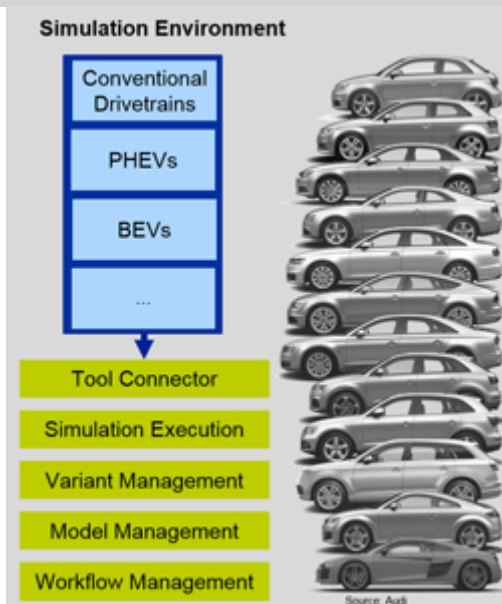 Simulation Environment
Conventional
Drivetrains
PHEVs
BEVs
...
Tool Connector
Simulation Execution
Variant Management
Model Management
Workflow Management
Source: Audi